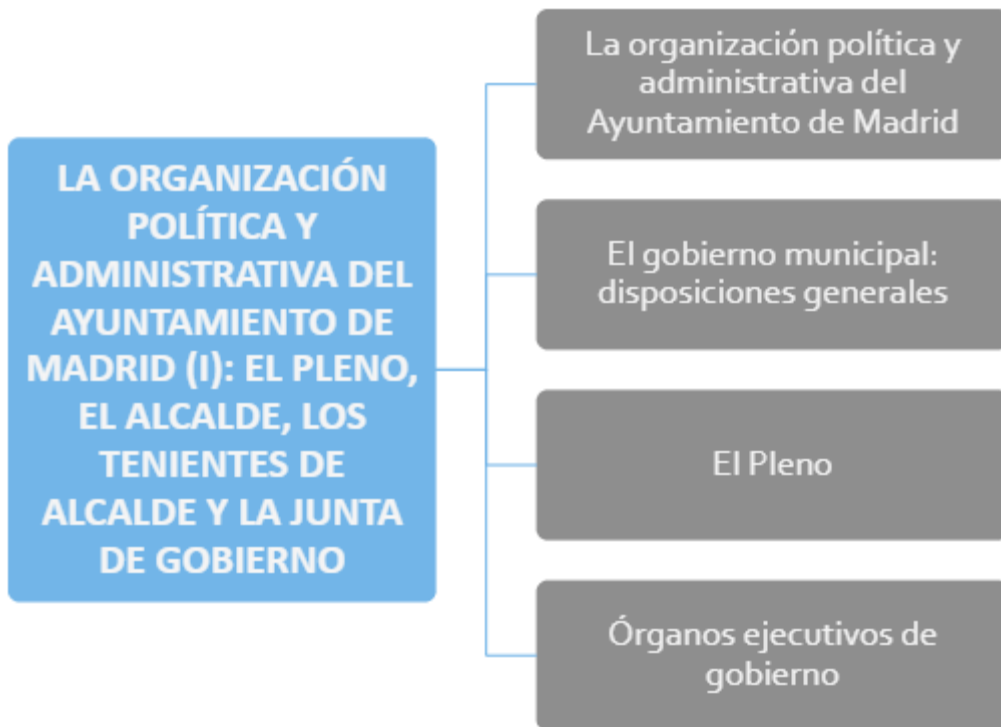 LA ORGANIZACIÓN
POLÍTICA Y
ADMINISTRATIVA DEL
AYUNTAMIENTO DE
MADRID (I): EL PLENO,
EL ALCALDE, LOS
TENIENTES DE
ALCALDE Y LA JUNTA
DE GOBIERNO
La organización política y
administrativa del
Ayuntamiento de Madrid
El gobierno municipal:
disposiciones generales
El Pleno
Órganos ejecutivos de
gobierno